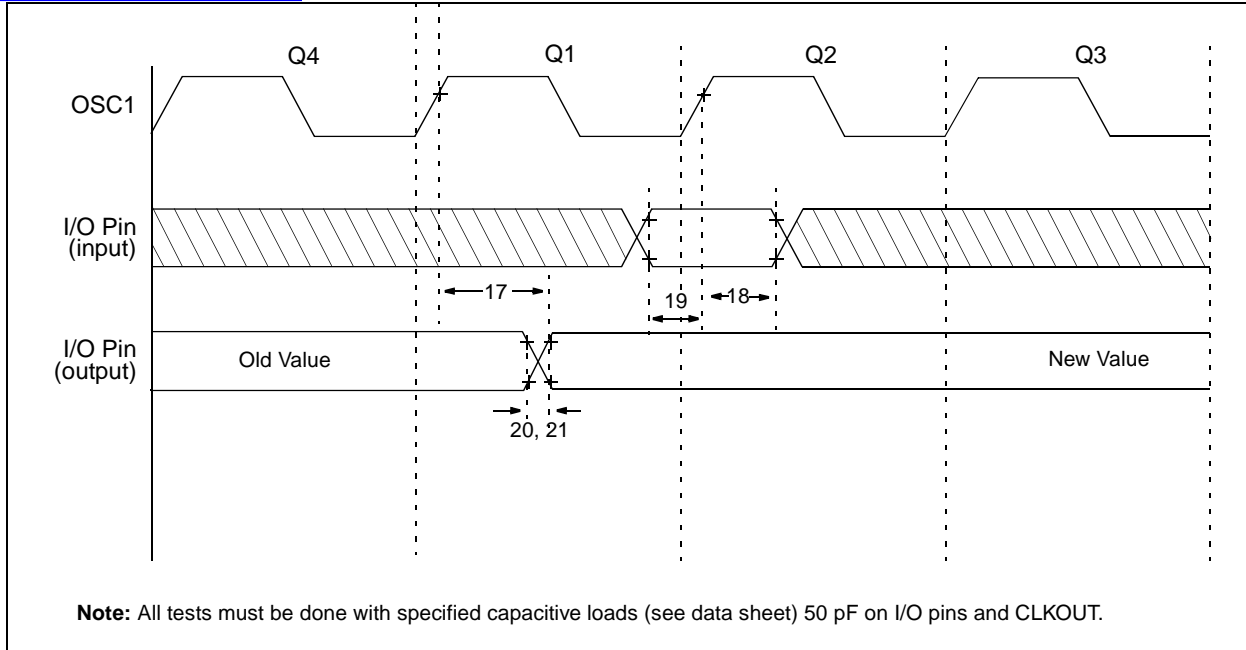 Q4
Q1
Q2
Q3
OSC1
I/O Pin
(input)
17
19
18
I/O Pin
(output)
Old Value
New Value
20, 21
Note: All tests must be done with specified capacitive loads (see data sheet) 50 pF on I/O pins and CLKOUT.